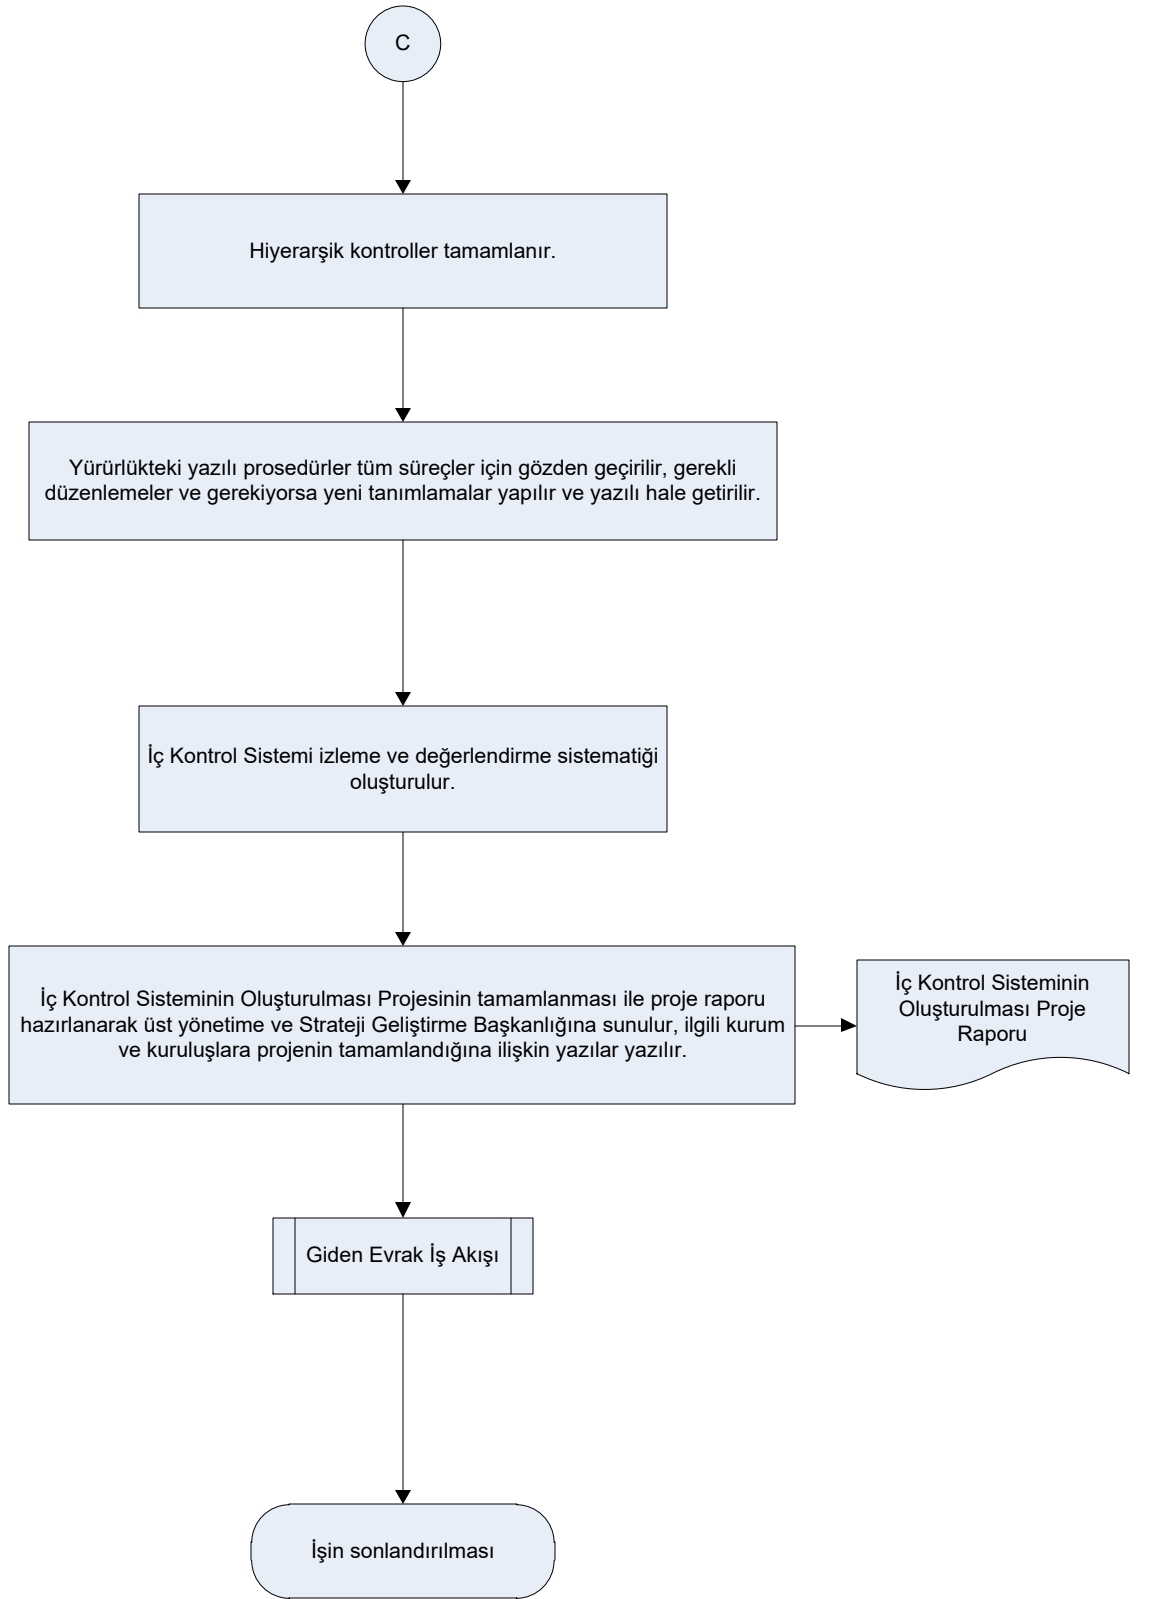 C
Hiyerarşik kontroller tamamlanır.
Yürürlükteki yazılı prosedürler tüm süreçler için gözden geçirilir, gerekli
düzenlemeler ve gerekiyorsa yeni tanımlamalar yapılır ve yazılı hale getirilir.
İç Kontrol Sistemi izleme ve değerlendirme sistematiği
oluşturulur.
İç Kontrol Sisteminin Oluşturulması Projesinin tamamlanması ile proje raporu
hazırlanarak üst yönetime ve Strateji Geliştirme Başkanlığına sunulur, ilgili kurum
ve kuruluşlara projenin tamamlandığına ilişkin yazılar yazılır.
İç Kontrol Sisteminin
Oluşturulması Proje
Raporu
Giden Evrak İş Akışı
İşin sonlandırılması